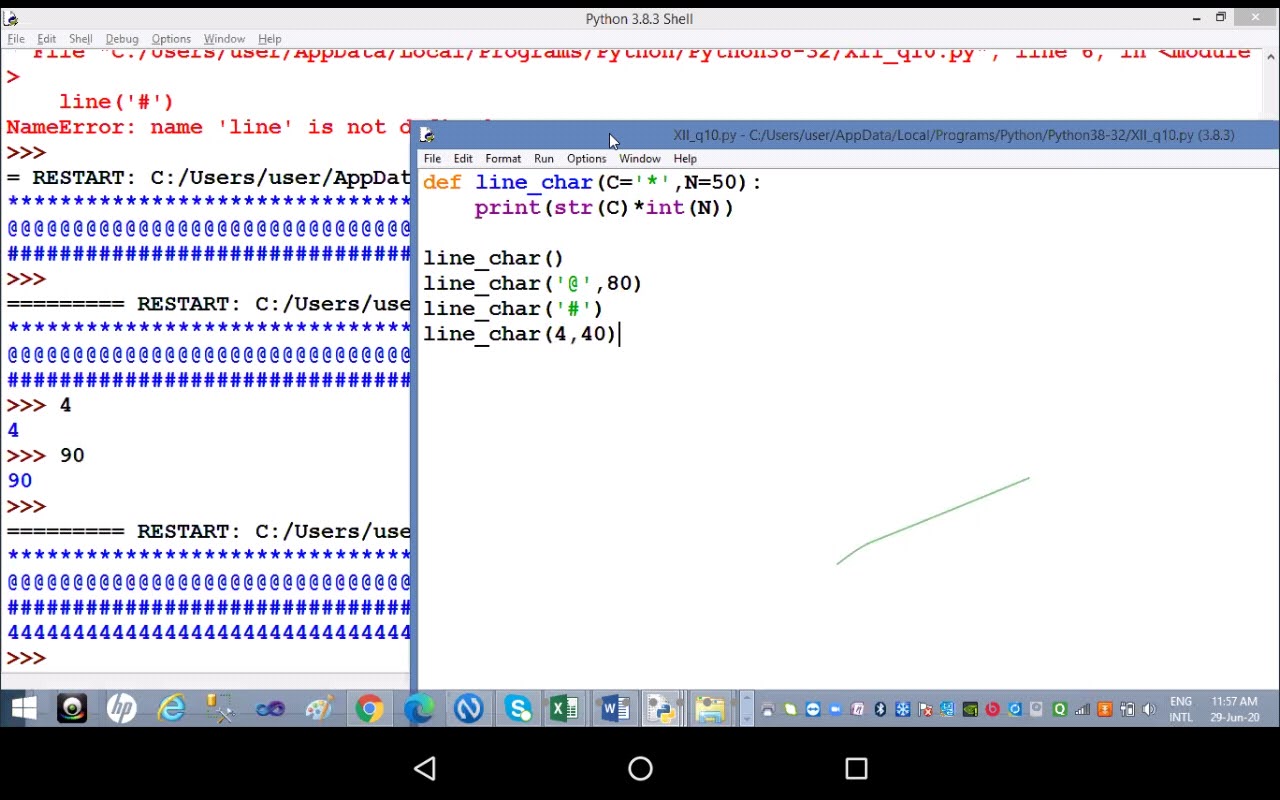 Python 3.8.3 Shell
File Edit Shell Debug Options Window Help
File "C:/Users/user/AppData/Local/Programs/Python/Python38-32/XII_q10.py", line 6, in <module
>
line('#')
NameError: name 'line' is not
>>>
= RESTART: C:/Users/user/AppDat
*******************************
@@@@@@@@@@@@@@@@@@@@@@@@@@@@@@@
###############################
>>>
========= RESTART: C:/Users/use
*******************************
@@@@@@@@@@@@@@@@@@@@@@@@@@@@@@@
###############################
>>> 4
4
>>> 90
90
>>>
========= RESTART: C:/Users/use
*******************************
@@@@@@@@@@@@@@@@@@@@@@@@@@@@@@@
###############################
4444444444444444444444444444444
>>>
XII_q10.py - C:/Users/user/AppData/Local/Programs/Python/Python38-32/XII_q10.py (3.8.3)
File Edit Format Run Options Window Help
def line_char(C='*',N=50):
print(str(C)*int(N))
line_char()
line_char('@',80)
line_char('#')
line_char(4,40)
ENG 11:57 AM
INTL 29-Jun-20